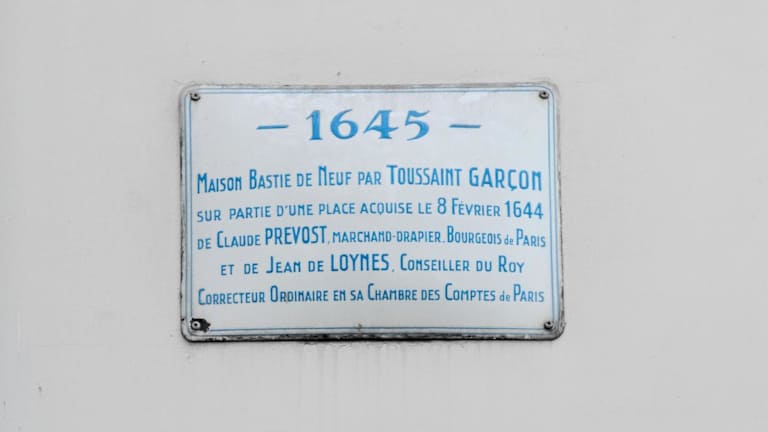 – 1645 –
MAISON BASTIE DE NEUF PAR TOUSSAINT GARÇON
SUR PARTIE D'UNE PLACE ACQUISE LE 8 FÉVRIER 1644
DE CLAUDE PREVOST, MARCHAND-DRAPIER, BOURGEOIS de PARIS
ET DE JEAN DE LOYNES, CONSEILLER DU ROY
CORRECTEUR ORDINAIRE EN SA CHAMBRE DES COMPTES de PARIS